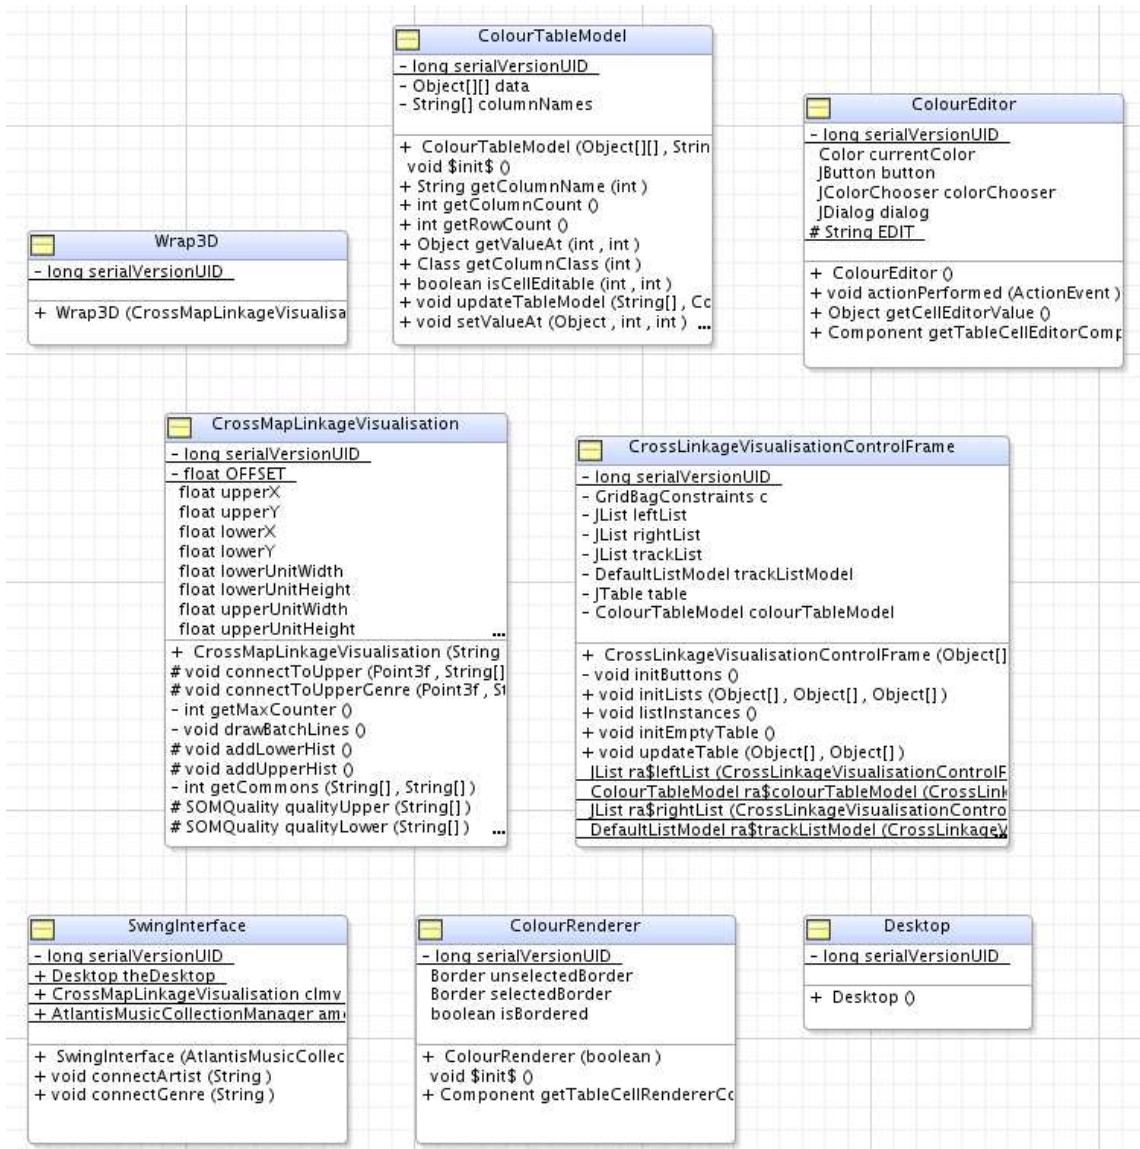 ColourTableModel
- long serialVersionUID
- Object[][] data
- String[] columnNames
+ ColourTableModel (Object[][] , Strin
void $init$ ()
+ String getColumnName (int )
+ int getColumnCount ()
+ int getRowCount ()
+ Object getValueAt (int , int )
+ Class getColumnClass (int )
+ boolean isCellEditable (int , int )
+ void updateTableModel (String[] , Co
+ void setValueAt (Object , int , int ) ...
ColourEditor
- long serialVersionUID
Color currentColor
JButton button
JColorChooser colorChooser
JDialog dialog
# String EDIT
+ ColourEditor ()
+ void actionPerformed (ActionEvent )
+ Object getCellEditorValue ()
+ Component getTableCellEditorComp
Wrap3D
- long serialVersionUID
+ Wrap3D (CrossMapLinkageVisualisa
CrossMapLinkageVisualisation
- long serialVersionUID
- float OFFSET
float upperX
float upperY
float lowerX
float lowerY
float lowerUnitWidth
float lowerUnitHeight
float upperUnitWidth
float upperUnitHeight ...
+ CrossMapLinkageVisualisation (String
# void connectToUpper (Point3f , String[]
# void connectToUpperGenre (Point3f , St
- int getMaxCounter ()
- void drawBatchLines ()
# void addLowerHist ()
# void addUpperHist ()
- int getCommons (String[] , String[] )
# SOMQuality qualityUpper (String[] )
# SOMQuality qualityLower (String[] ) ...
CrossLinkageVisualisationControlFrame
- long serialVersionUID
- GridBagConstraints c
- JList leftList
- JList rightList
- JList trackList
- DefaultListModel trackListModel
- JTable table
- ColourTableModel colourTableModel
+ CrossLinkageVisualisationControlFrame (Object[]
- void initButtons ()
+ void initLists (Object[] , Object[] , Object[] )
+ void listInstances ()
+ void initEmptyTable ()
+ void updateTable (Object[] , Object[] )
JList ra$leftList (CrossLinkageVisualisationControlF
ColourTableModel ra$colourTableModel (CrossLink
JList ra$rightList (CrossLinkageVisualisationContro
DefaultListModel ra$trackListModel (CrossLinkageV...
SwingInterface
- long serialVersionUID
+ Desktop theDesktop
+ CrossMapLinkageVisualisation clmv
+ AtlantisMusicCollectionManager amc
+ SwingInterface (AtlantisMusicCollec
+ void connectArtist (String )
+ void connectGenre (String )
ColourRenderer
- long serialVersionUID
Border unselectedBorder
Border selectedBorder
boolean isBordered
+ ColourRenderer (boolean )
void $init$ ()
+ Component getTableCellRendererCo
Desktop
- long serialVersionUID
+ Desktop ()